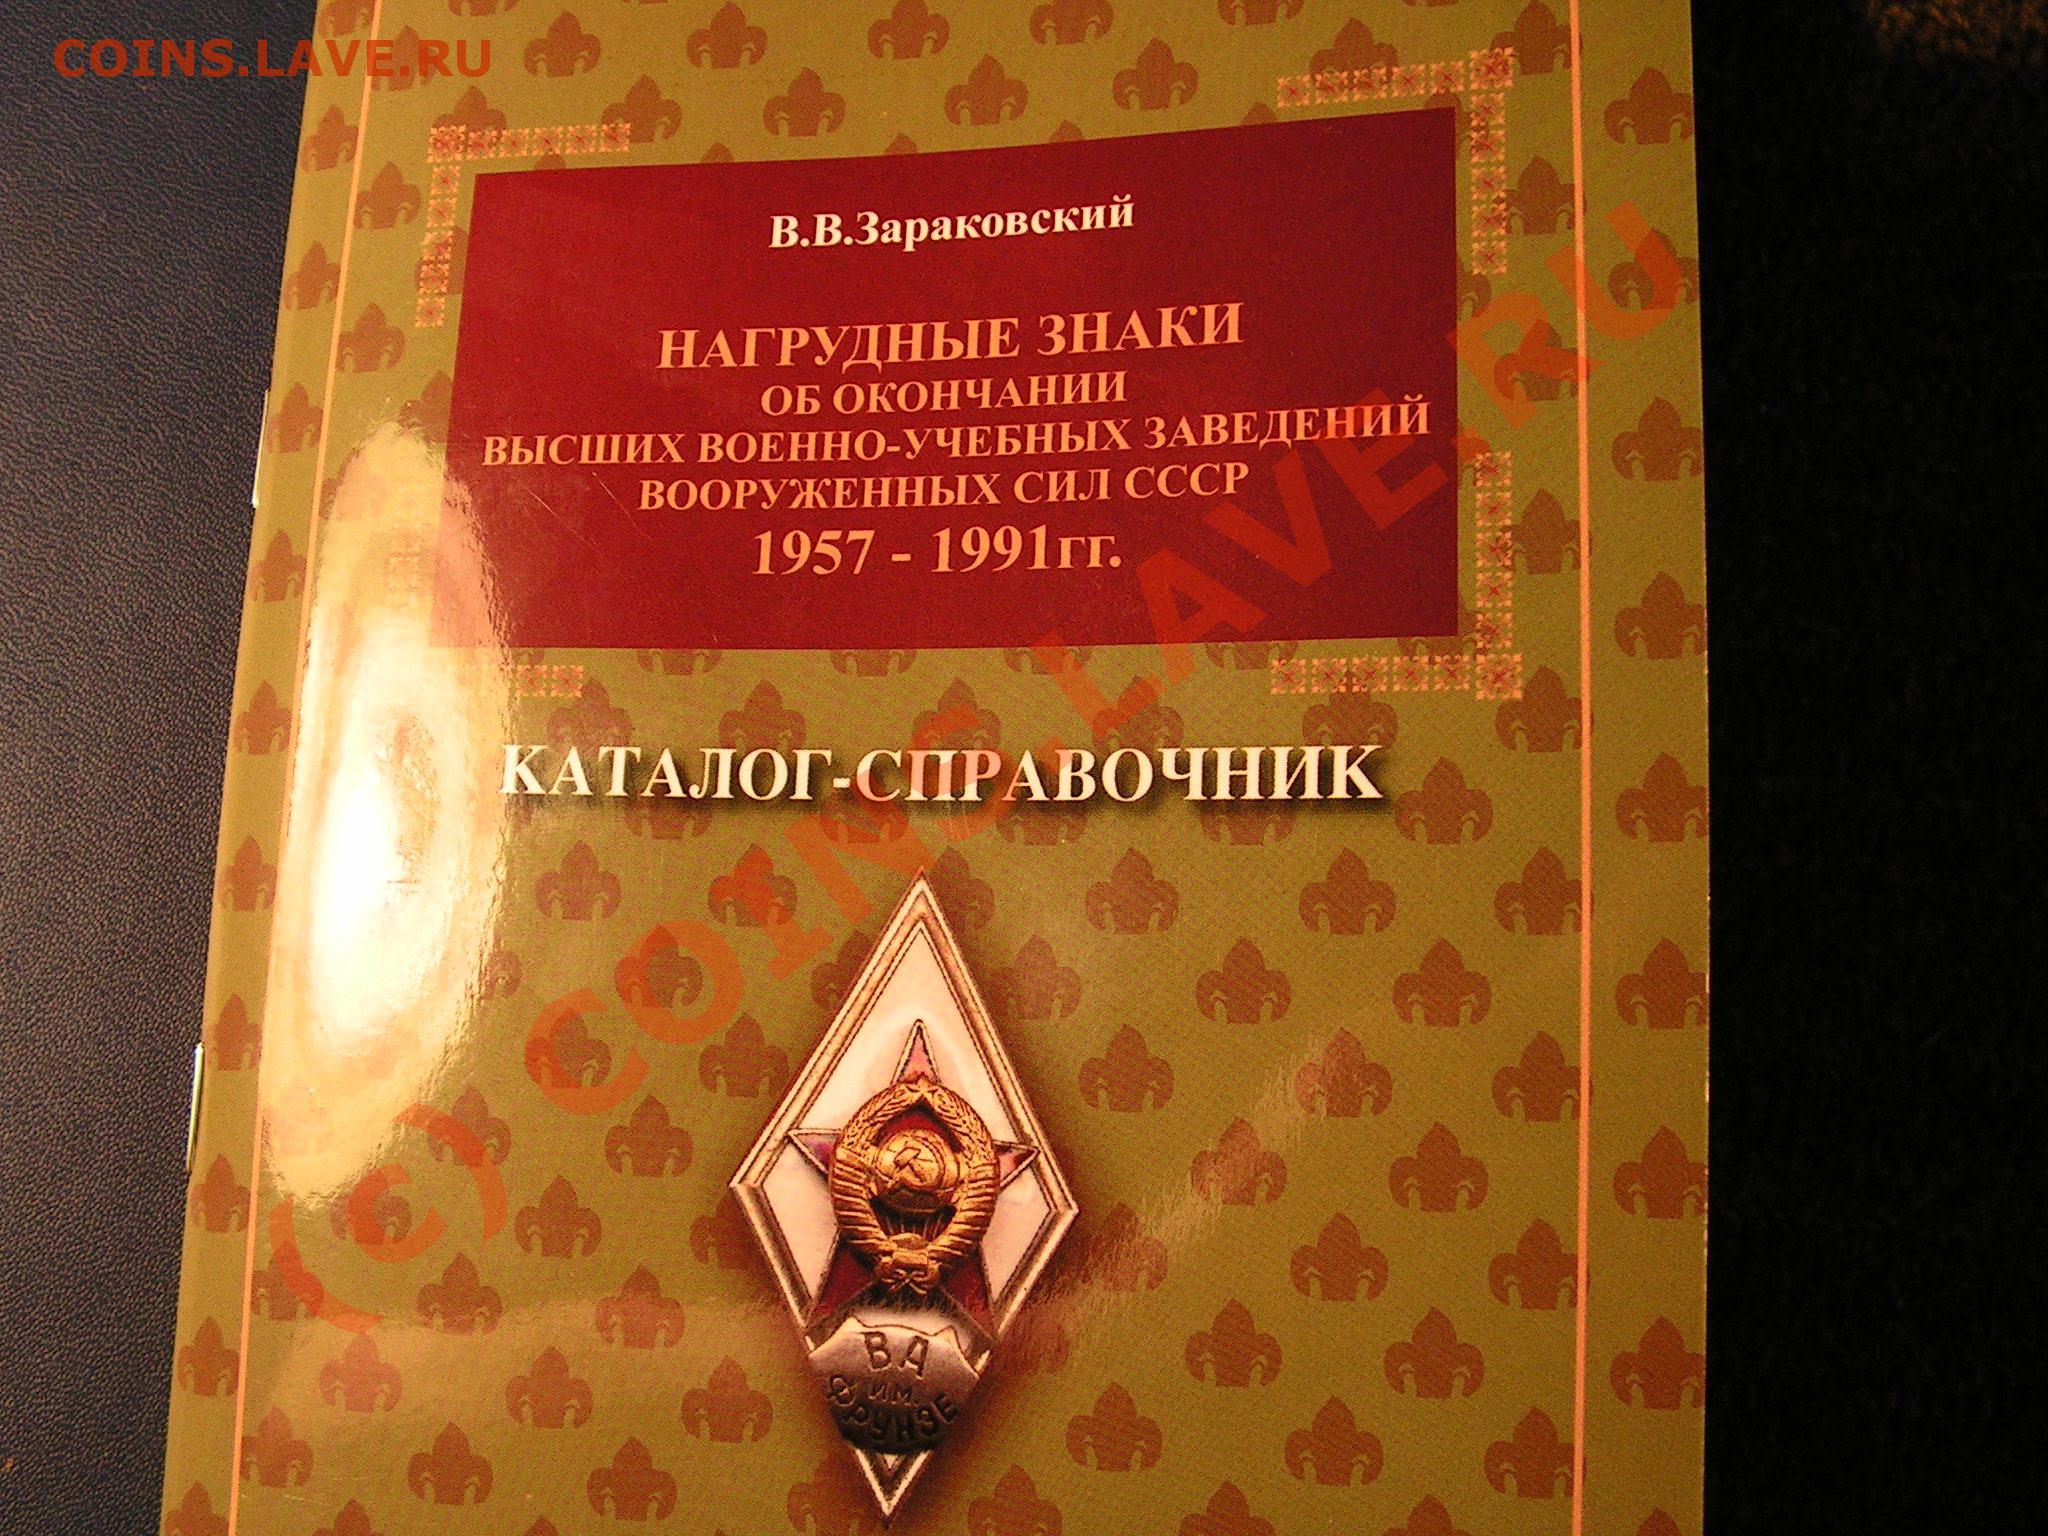 COINS.LAVE.RU
В.В.Зараковский
НАГРУДНЫЕ ЗНАКИ
ОБ ОКОНЧАНИИ
ВЫСШИХ ВОЕННО-УЧЕБНЫХ ЗАВЕДЕНИЙ
ВООРУЖЕННЫХ СИЛ СССР
1957 - 1991гг.
КАТАЛОГ-СПРАВОЧНИК
(c) COINS.LAVE.RU
ВА
ИМ.
ФРУНЗЕ